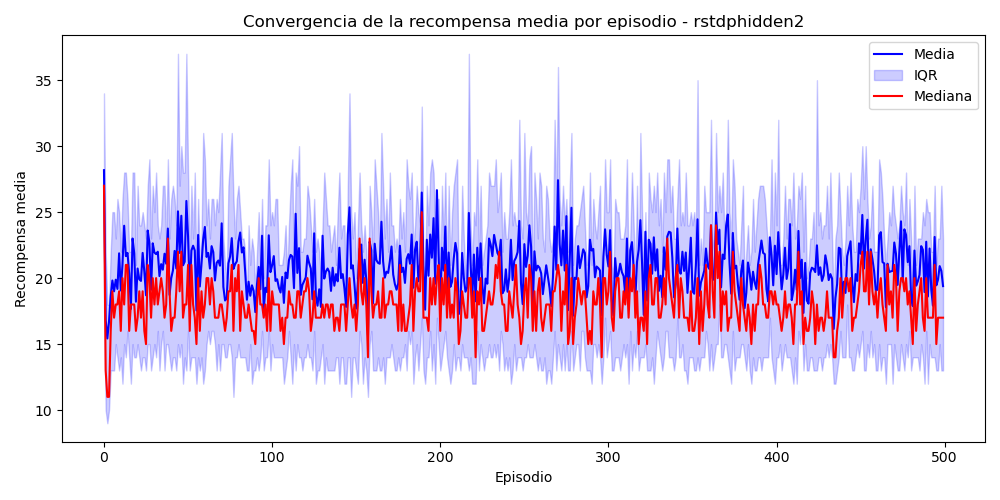 Convergencia de la recompensa media por episodio - rstdphidden2
Media
IQR
Mediana
Recompensa media
35
30
25
20
15
10
0 100 200 300 400 500
Episodio